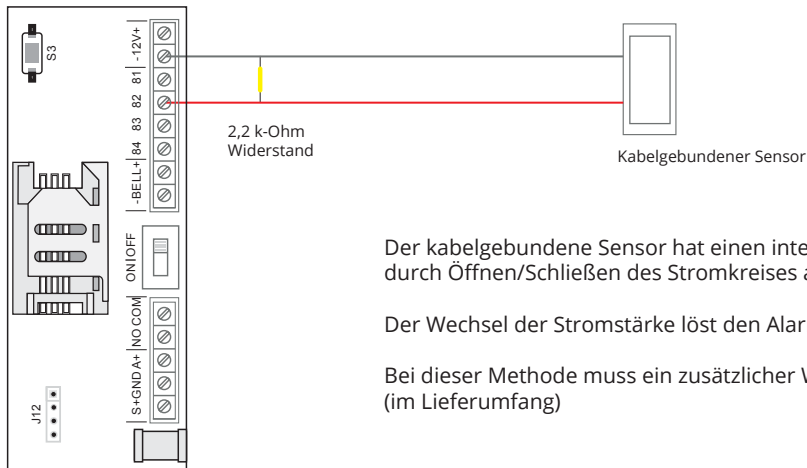 S3
-12V+
81
82
83
84
-BELL+
ON|OFF
NO COM
S+GND A+
J12
2,2 k-Ohm
Widerstand
Kabelgebundener Sensor
Der kabelgebundene Sensor hat einen inte
durch Öffnen/Schließen des Stromkreises a
Der Wechsel der Stromstärke löst den Alar
Bei dieser Methode muss ein zusätzlicher W
(im Lieferumfang)